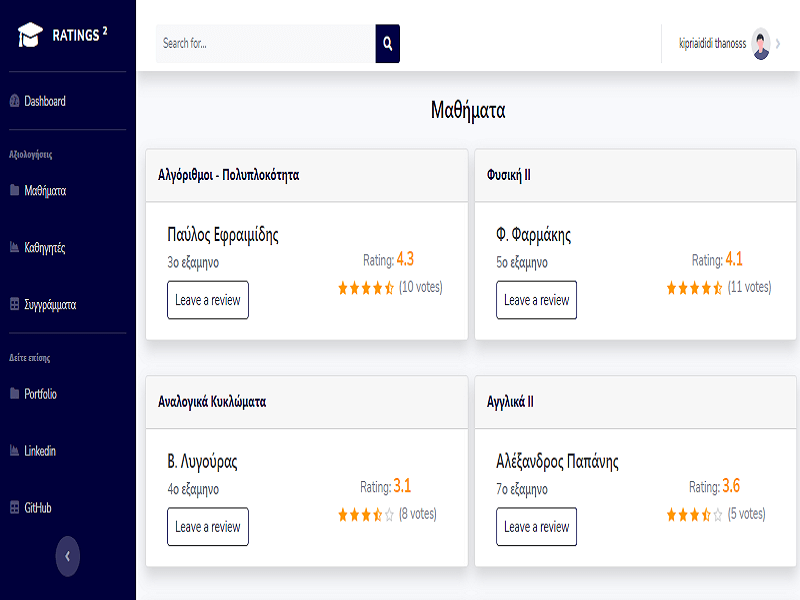 RATINGS 2
Search for...
kipriaididi thanosss
Dashboard
Αξιολογήσεις
Μαθήματα
Καθηγητές
Συγγράμματα
Δείτε επίσης
Portfolio
Linkedin
GitHub
Μαθήματα
Αλγόριθμοι - Πολυπλοκότητα
Παύλος Εφραιμίδης
3ο εξαμηνο
Rating: 4.3
(10 votes)
Leave a review
Φυσική ΙΙ
Φ. Φαρμάκης
5ο εξαμηνο
Rating: 4.1
(11 votes)
Leave a review
Αναλογικά Κυκλώματα
Β. Λυγούρας
4ο εξαμηνο
Rating: 3.1
(8 votes)
Leave a review
Αγγλικά ΙΙ
Αλέξανδρος Παπάνης
7ο εξαμηνο
Rating: 3.6
(5 votes)
Leave a review